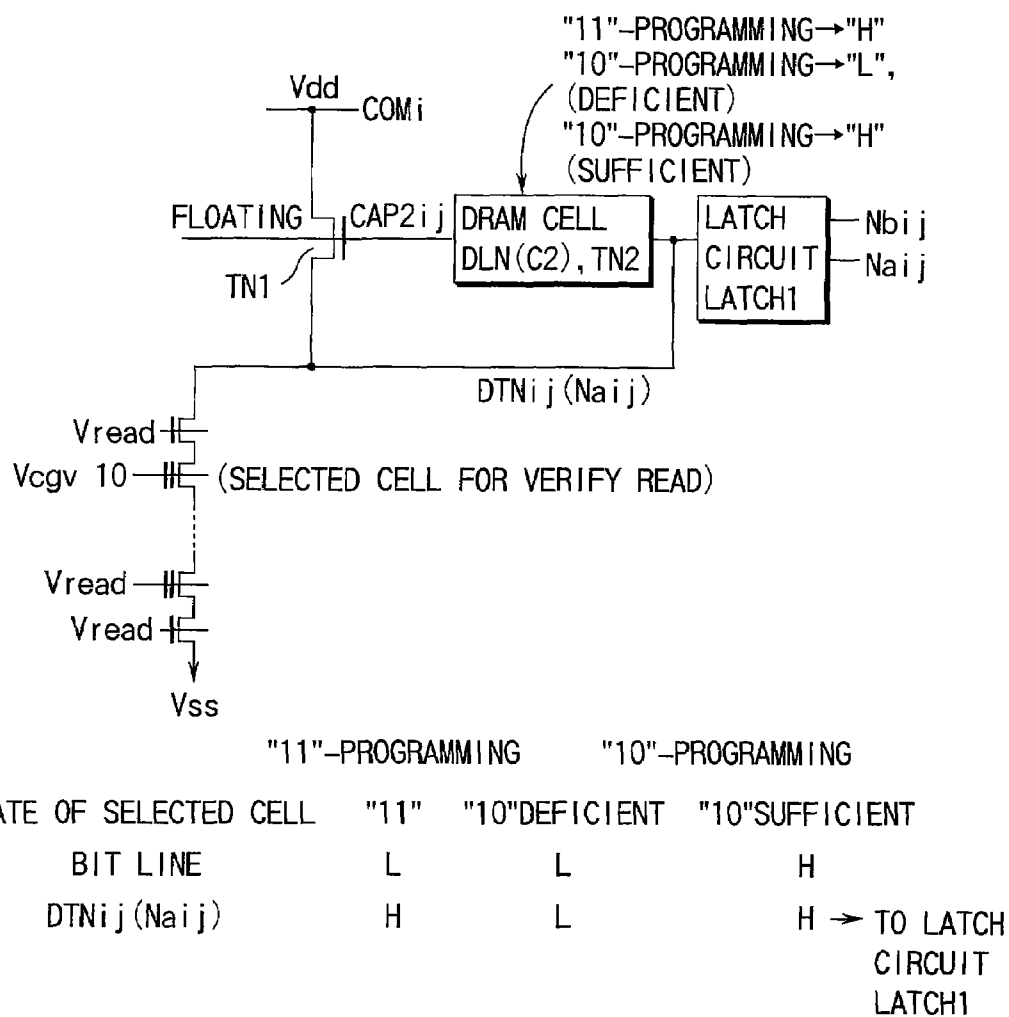 "11"-PROGRAMMING→"H"
"10"-PROGRAMMING→"L",
(DEFICIENT)
"10"-PROGRAMMING→"H"
(SUFFICIENT)
Vdd
COMi
FLOATING
CAP2ij
TN1
DRAM CELL
DLN(C2), TN2
LATCH
CIRCUIT
LATCH1
Nbij
Naij
DTNij(Naij)
Vread
Vcgv 10
(SELECTED CELL FOR VERIFY READ)
Vread
Vread
Vss
"11"-PROGRAMMING "10"-PROGRAMMING
ATE OF SELECTED CELL "11" "10"DEFICIENT "10"SUFFICIENT
BIT LINE L L H
DTNij(Naij) H L H → TO LATCH
CIRCUIT
LATCH1